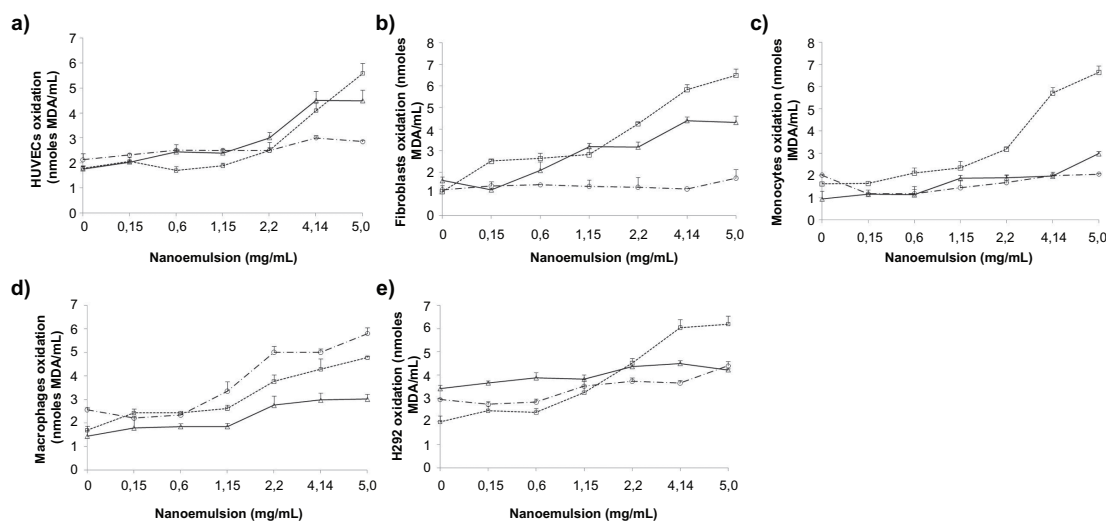 a)
HUVECs oxidation
(nmoles MDA/mL)
7
6
5
4
3
2
1
0
0 0,15 0,6 1,15 2,2 4,14 5,0
Nanoemulsion (mg/mL)
b)
Fibroblasts oxidation (nmoles
MDA/mL)
8
7
6
5
4
3
2
1
0
0 0,15 0,6 1,15 2,2 4,14 5,0
Nanoemulsion (mg/mL)
c)
Monocytes oxidation (nmoles
lMDA/mL)
8
7
6
5
4
3
2
1
0
0 0,15 0,6 1,15 2,2 4,14 5,0
Nanoemulsion (mg/mL)
d)
Macrophages oxidation
(nmoles MDA/mL)
7
6
5
4
3
2
1
0
0 0,15 0,6 1,15 2,2 4,14 5,0
Nanoemulsion (mg/mL)
e)
H292 oxidation (nmoles
MDA/mL)
7
6
5
4
3
2
1
0
0 0,15 0,6 1,15 2,2 4,14 5,0
Nanoemulsion (mg/mL)